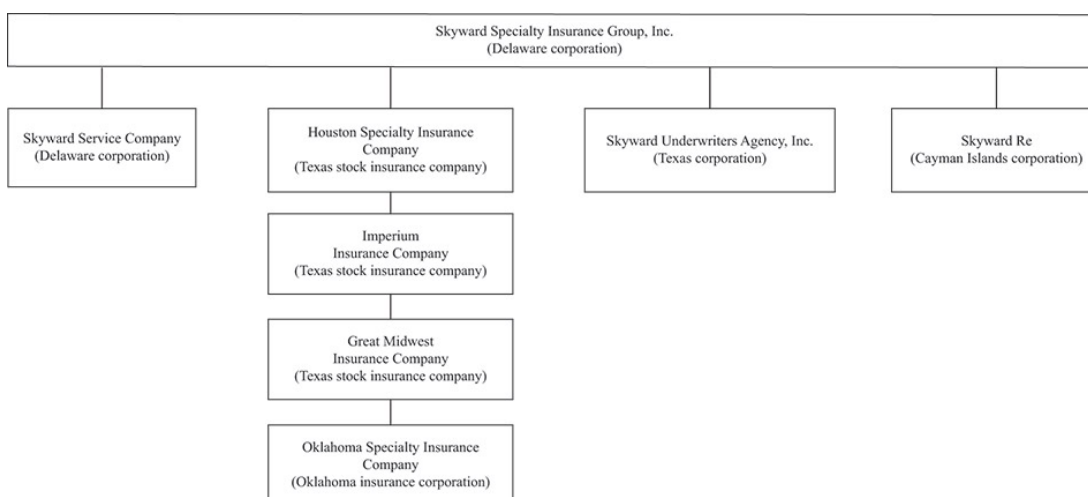 Skyward Specialty Insurance Group, Inc.
(Delaware corporation)
Skyward Service Company
(Delaware corporation)
Houston Specialty Insurance
Company
(Texas stock insurance company)
Skyward Underwriters Agency, Inc.
(Texas corporation)
Skyward Re
(Cayman Islands corporation)
Imperium
Insurance Company
(Texas stock insurance company)
Great Midwest
Insurance Company
(Texas stock insurance company)
Oklahoma Specialty Insurance
Company
(Oklahoma insurance corporation)